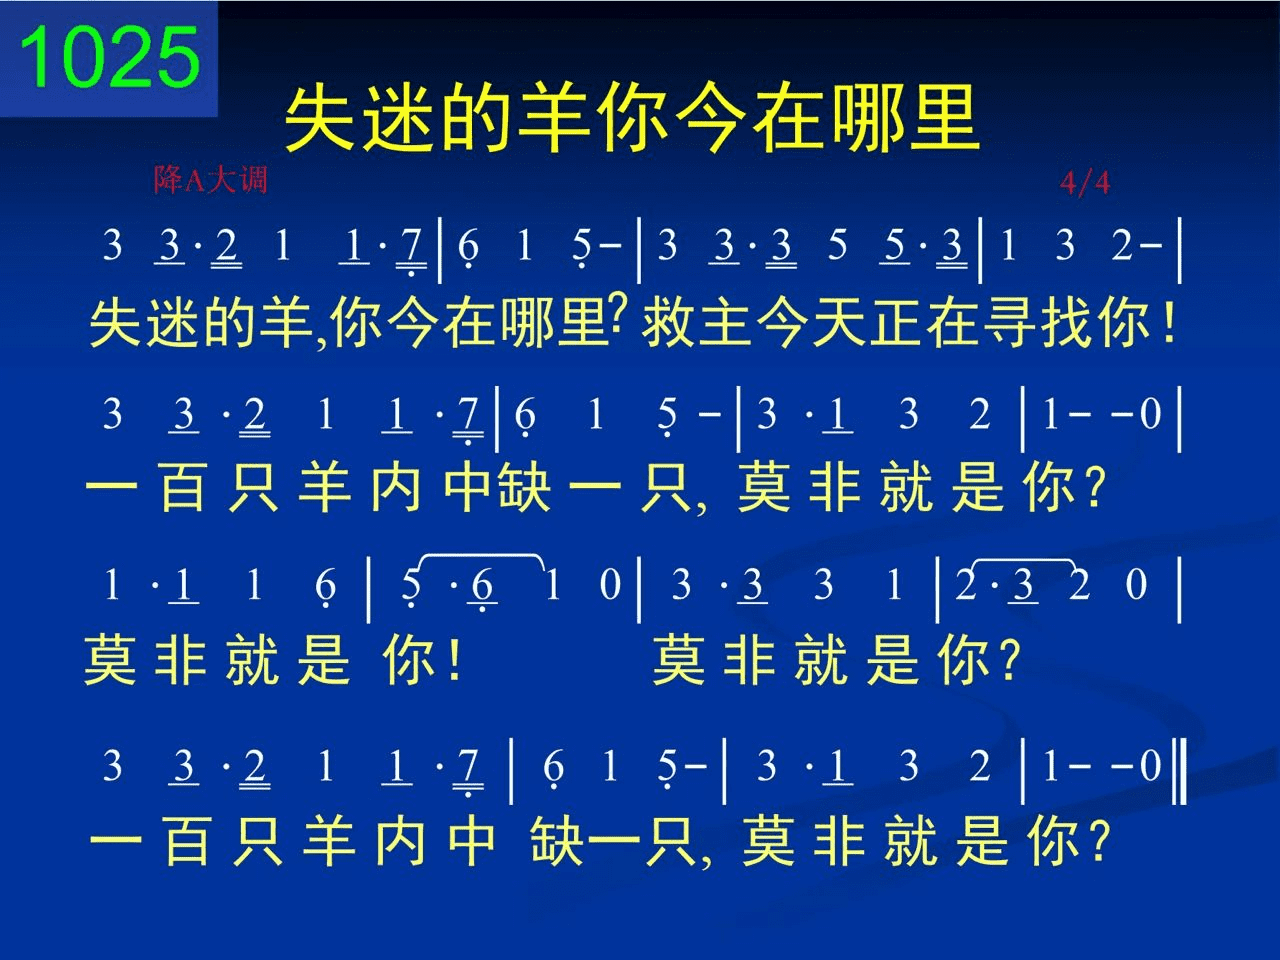 1025
失迷的羊你今在哪里
降A大调 4/4
3 3·2 1 1·7̣|6̣ 1 5̣-|3 3·3 5 5·3|1 3 2-|
失迷的羊,你今在哪里?救主今天正在寻找你!
3 3·2 1 1·7̣|6̣ 1 5̣-|3·1 3 2|1- -0|
一百只羊内中缺一只,莫非就是你?
1·1 1 6̣|5̣·6̣ 1 0|3·3 3 1|2·3 2 0|
莫非就是你! 莫非就是你?
3 3·2 1 1·7̣|6̣ 1 5̣-|3·1 3 2|1- -0‖
一百只羊内中缺一只,莫非就是你?